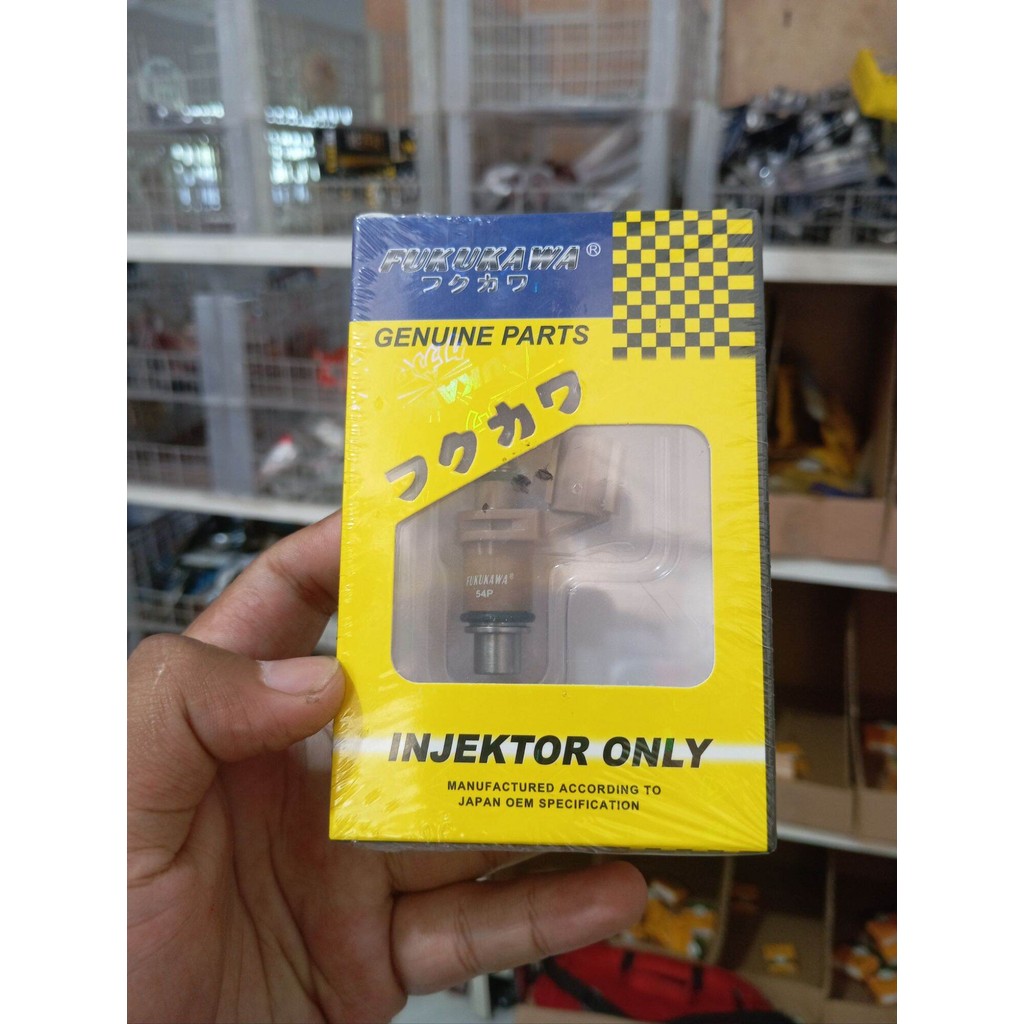 FUKUKAWA®
フクカワ
GENUINE PARTS
フクカワ
FUKUKAWA®
54P
INJEKTOR ONLY
MANUFACTURED ACCORDING TO
JAPAN OEM SPECIFICATION